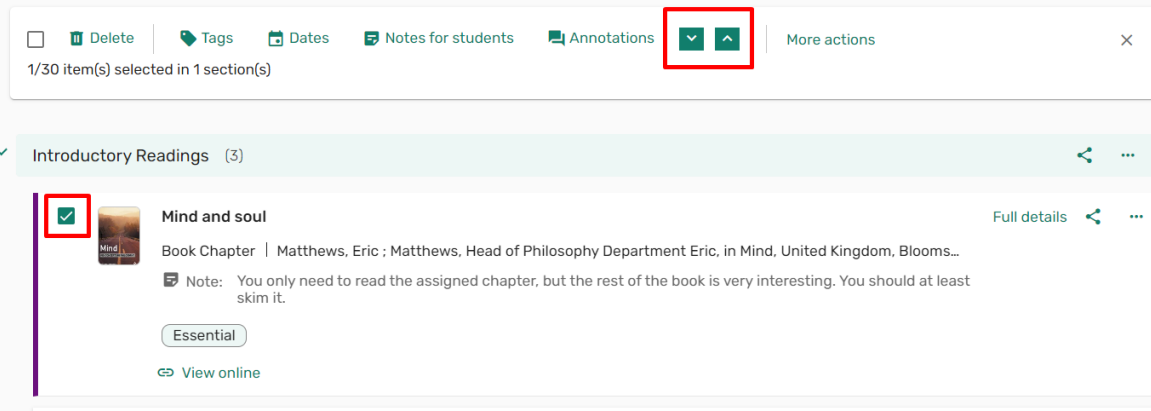 Delete Tags Dates Notes for students Annotations More actions
1/30 item(s) selected in 1 section(s)
Introductory Readings (3)
Mind and soul Full details
Mind
Book Chapter | Matthews, Eric ; Matthews, Head of Philosophy Department Eric, in Mind, United Kingdom, Blooms…
Note: You only need to read the assigned chapter, but the rest of the book is very interesting. You should at least
skim it.
Essential
View online